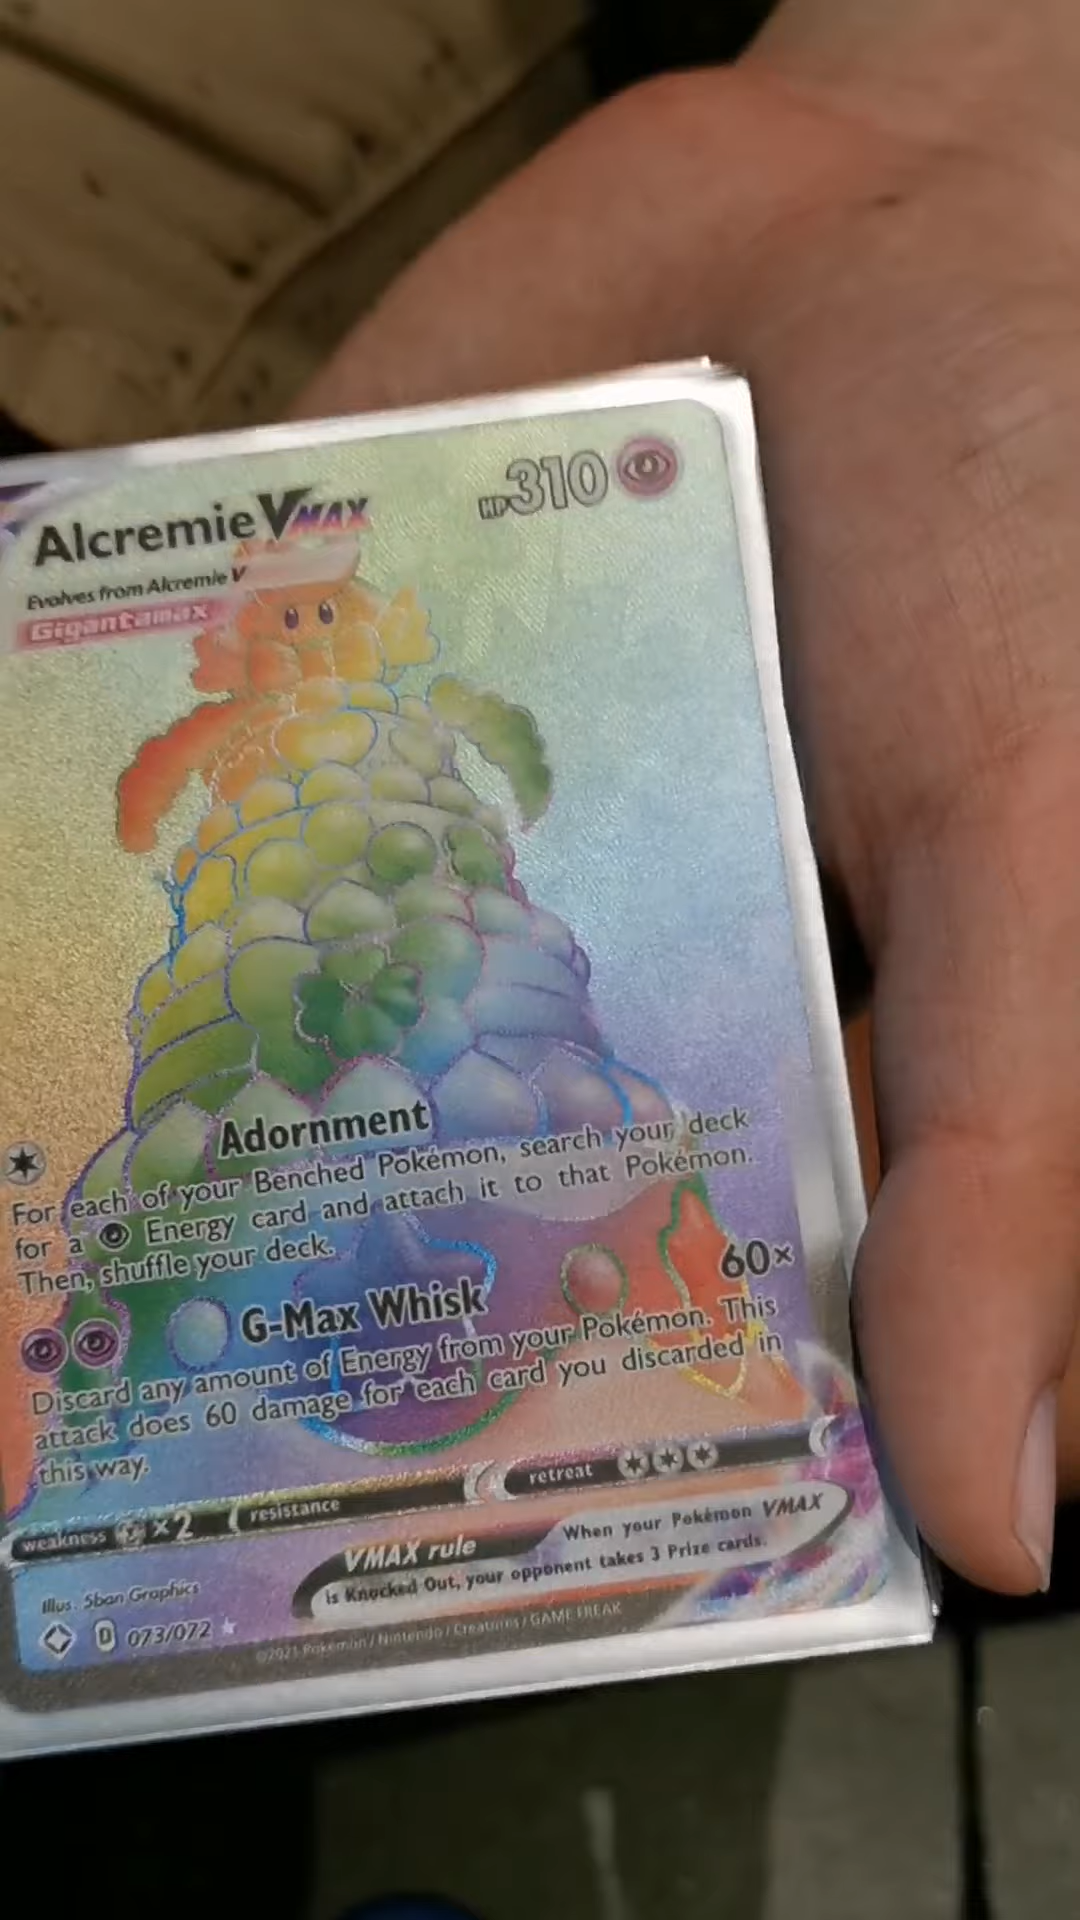 Alcremie VMAX
HP 310
Evolves from Alcremie V
Gigantamax
Adornment
For each of your Benched Pokémon, search your deck
for a Energy card and attach it to that Pokémon.
Then, shuffle your deck.
G-Max Whisk 60×
Discard any amount of Energy from your Pokémon. This
attack does 60 damage for each card you discarded in
this way.
weakness ×2 resistance retreat
VMAX rule When your Pokémon VMAX
is Knocked Out, your opponent takes 3 Prize cards.
Illus. 5ban Graphics
D 073/072
©2021 Pokémon / Nintendo / Creatures / GAME FREAK